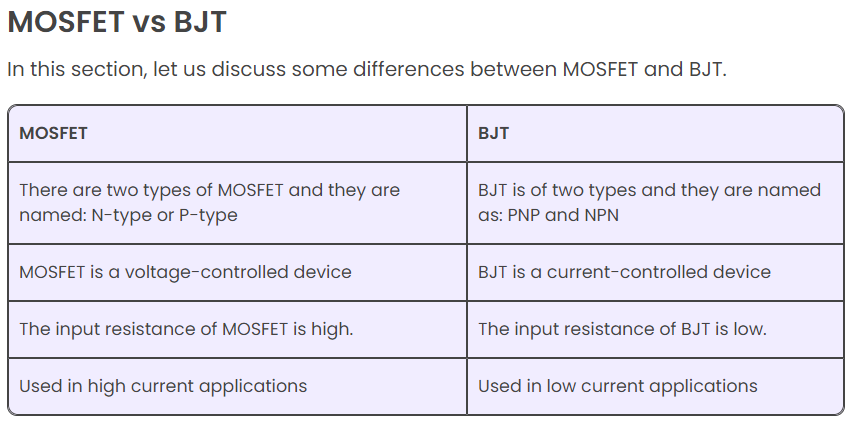 MOSFET vs BJT
In this section, let us discuss some differences between MOSFET and BJT.
MOSFET
BJT
There are two types of MOSFET and they are
named: N-type or P-type
BJT is of two types and they are named
as: PNP and NPN
MOSFET is a voltage-controlled device
BJT is a current-controlled device
The input resistance of MOSFET is high.
The input resistance of BJT is low.
Used in high current applications
Used in low current applications